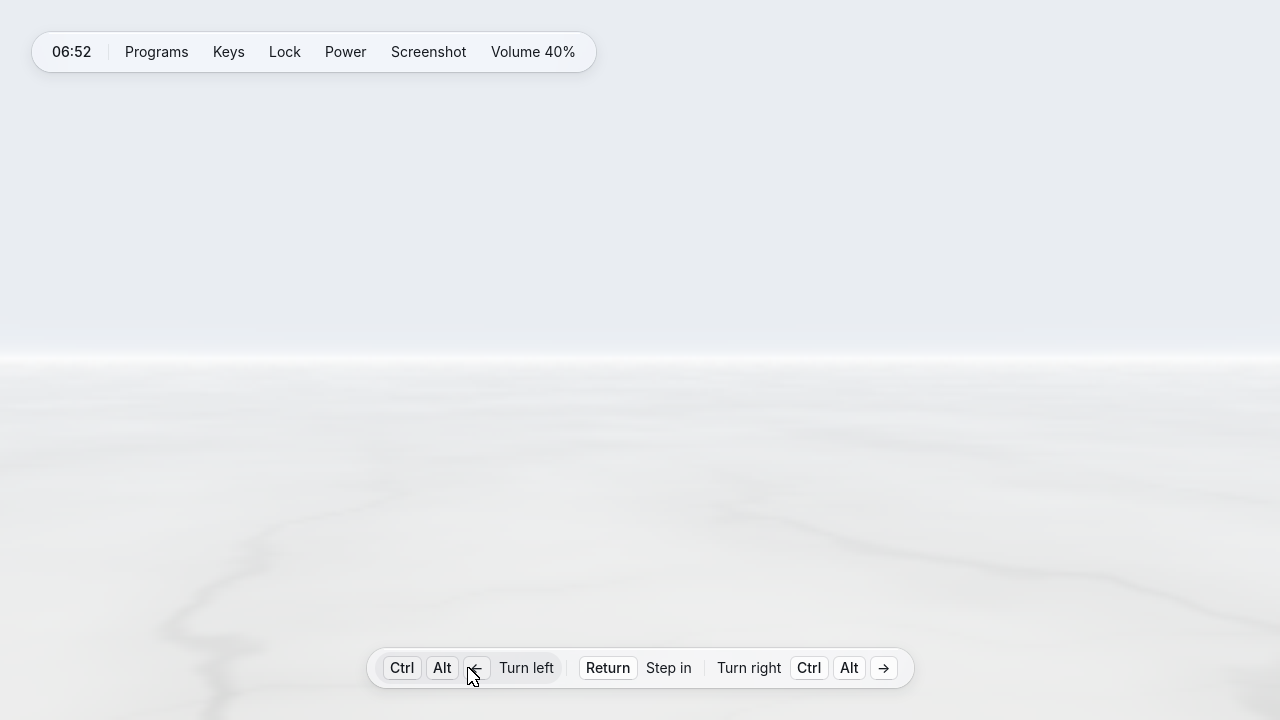 06:52 Programs Keys Lock Power Screenshot Volume 40%
Ctrl Alt ← Turn left Return Step in Turn right Ctrl Alt →